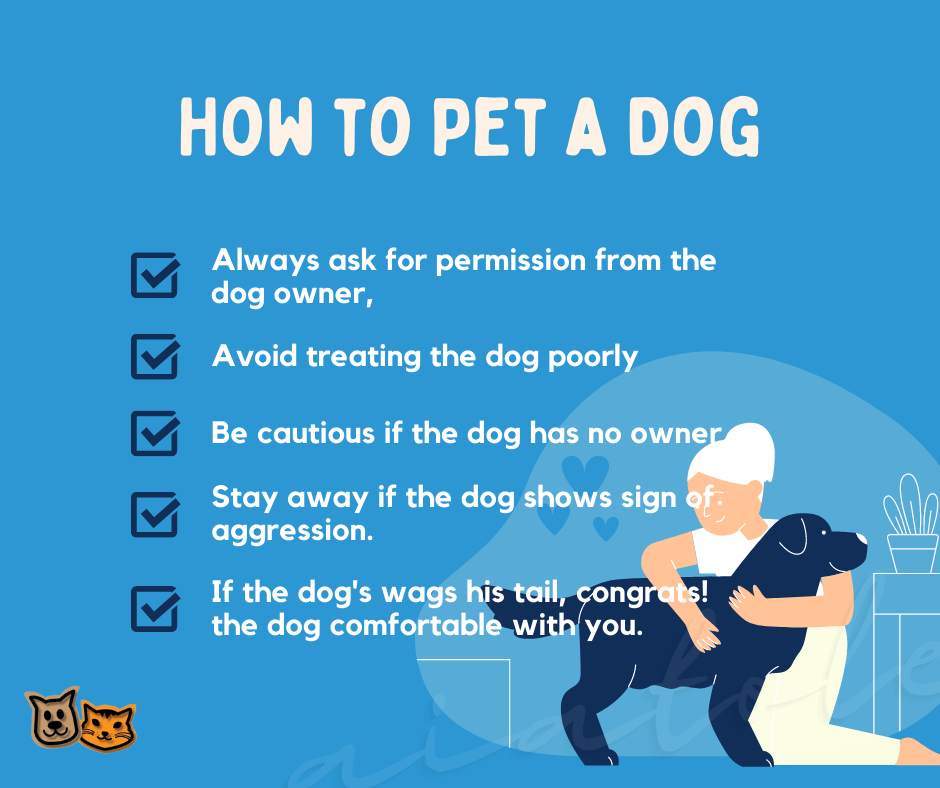 HOW TO PET A DOG
Always ask for permission from the
dog owner,
Avoid treating the dog poorly
Be cautious if the dog has no owner
Stay away if the dog shows sign of
aggression.
If the dog's wags his tail, congrats!
the dog comfortable with you.